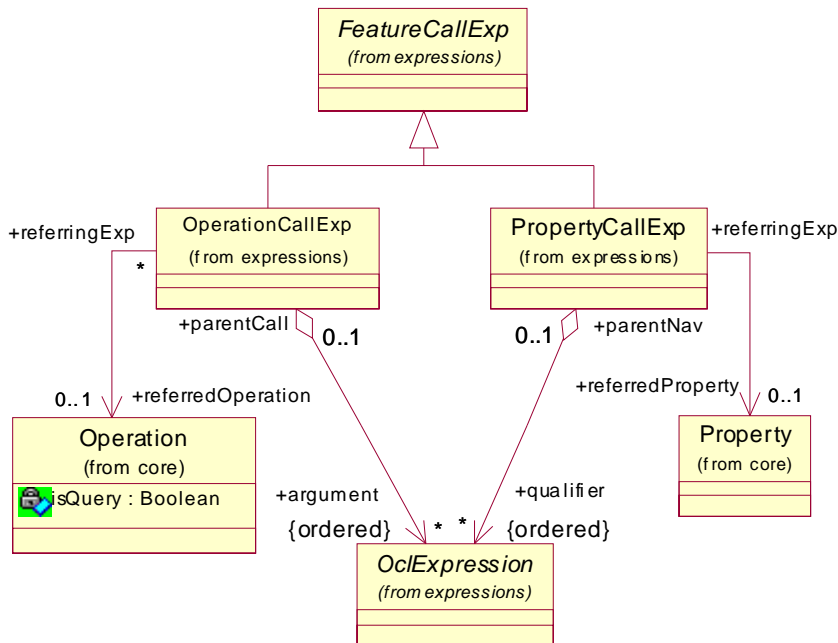 FeatureCallExp
(from expressions)
OperationCallExp
(from expressions)
PropertyCallExp
(from expressions)
+referringExp
*
+referringExp
+parentCall
0..1
0..1
+parentNav
0..1
+referredOperation
+referredProperty
0..1
Operation
(from core)
isQuery : Boolean
Property
(from core)
+argument
{ordered}
*
*
+qualifier
{ordered}
OclExpression
(from expressions)